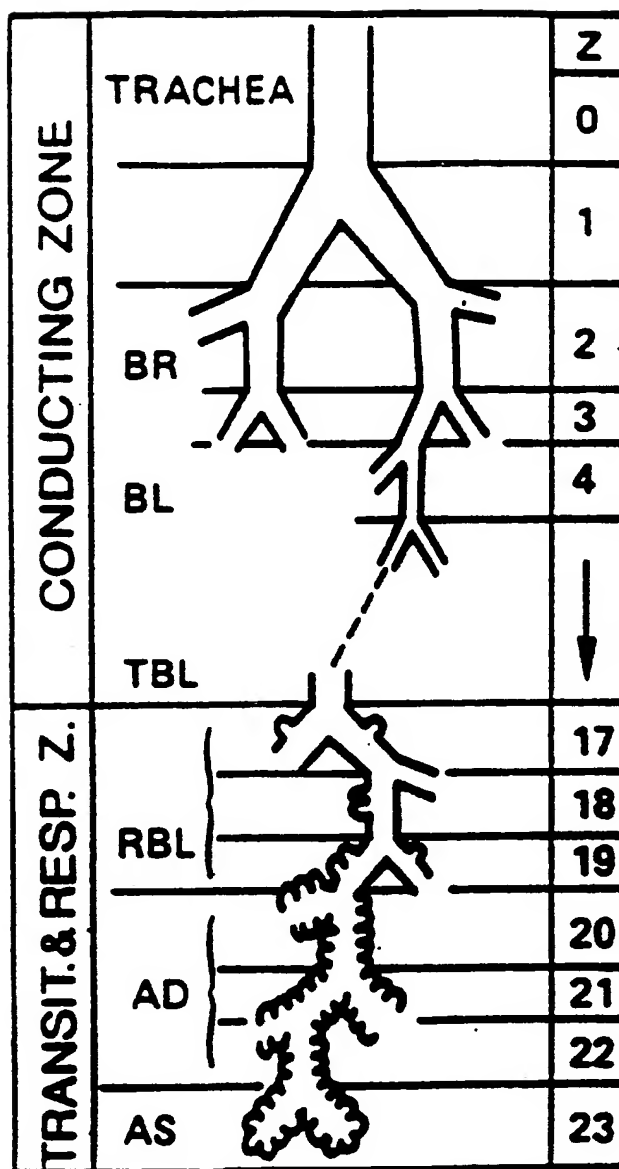 CONDUCTING ZONE
TRANSIT.& RESP. Z.
Z
TRACHEA
0
1
BR
2
3
BL
4
TBL
17
RBL
18
19
20
AD
21
22
AS
23